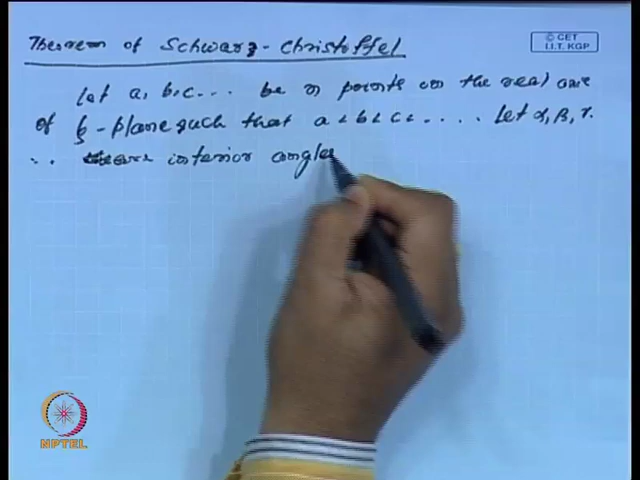 Theorem of Schwarz-Christoffel
© CET
I.I.T. KGP
Let a, b, c... be n points on the real axis
of ξ-plane such that a < b < c < .... Let α, β, γ.
.. are interior angles
NPTEL